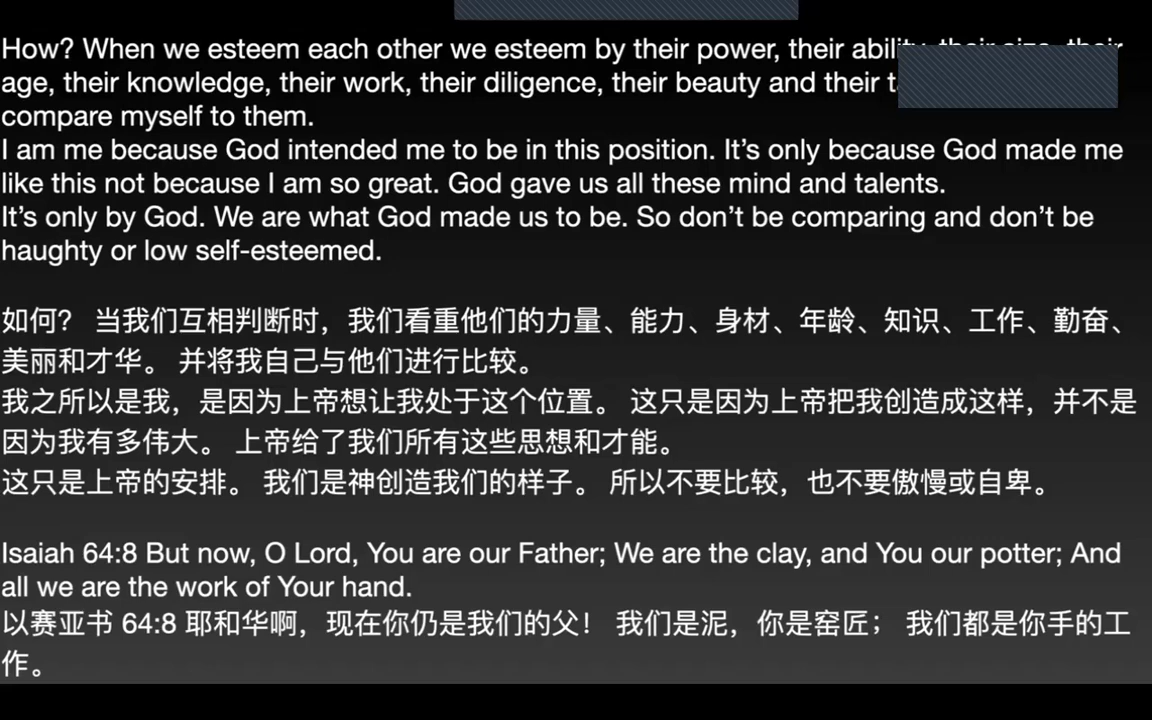 How? When we esteem each other we esteem by their power, their ability, their size, their
age, their knowledge, their work, their diligence, their beauty and their
compare myself to them.
I am me because God intended me to be in this position. It’s only because God made me
like this not because I am so great. God gave us all these mind and talents.
It’s only by God. We are what God made us to be. So don’t be comparing and don’t be
haughty or low self-esteemed.
如何? 当我们互相判断时，我们看重他们的力量、能力、身材、年龄、知识、工作、勤奋、
美丽和才华。 并将我自己与他们进行比较。
我之所以是我，是因为上帝想让我处于这个位置。 这只是因为上帝把我创造成这样，并不是
因为我有多伟大。 上帝给了我们所有这些思想和才能。
这只是上帝的安排。 我们是神创造我们的样子。 所以不要比较，也不要傲慢或自卑。
Isaiah 64:8 But now, O Lord, You are our Father; We are the clay, and You our potter; And
all we are the work of Your hand.
以赛亚书 64:8 耶和华啊，现在你仍是我们的父！ 我们是泥，你是窑匠； 我们都是你手的工
作。